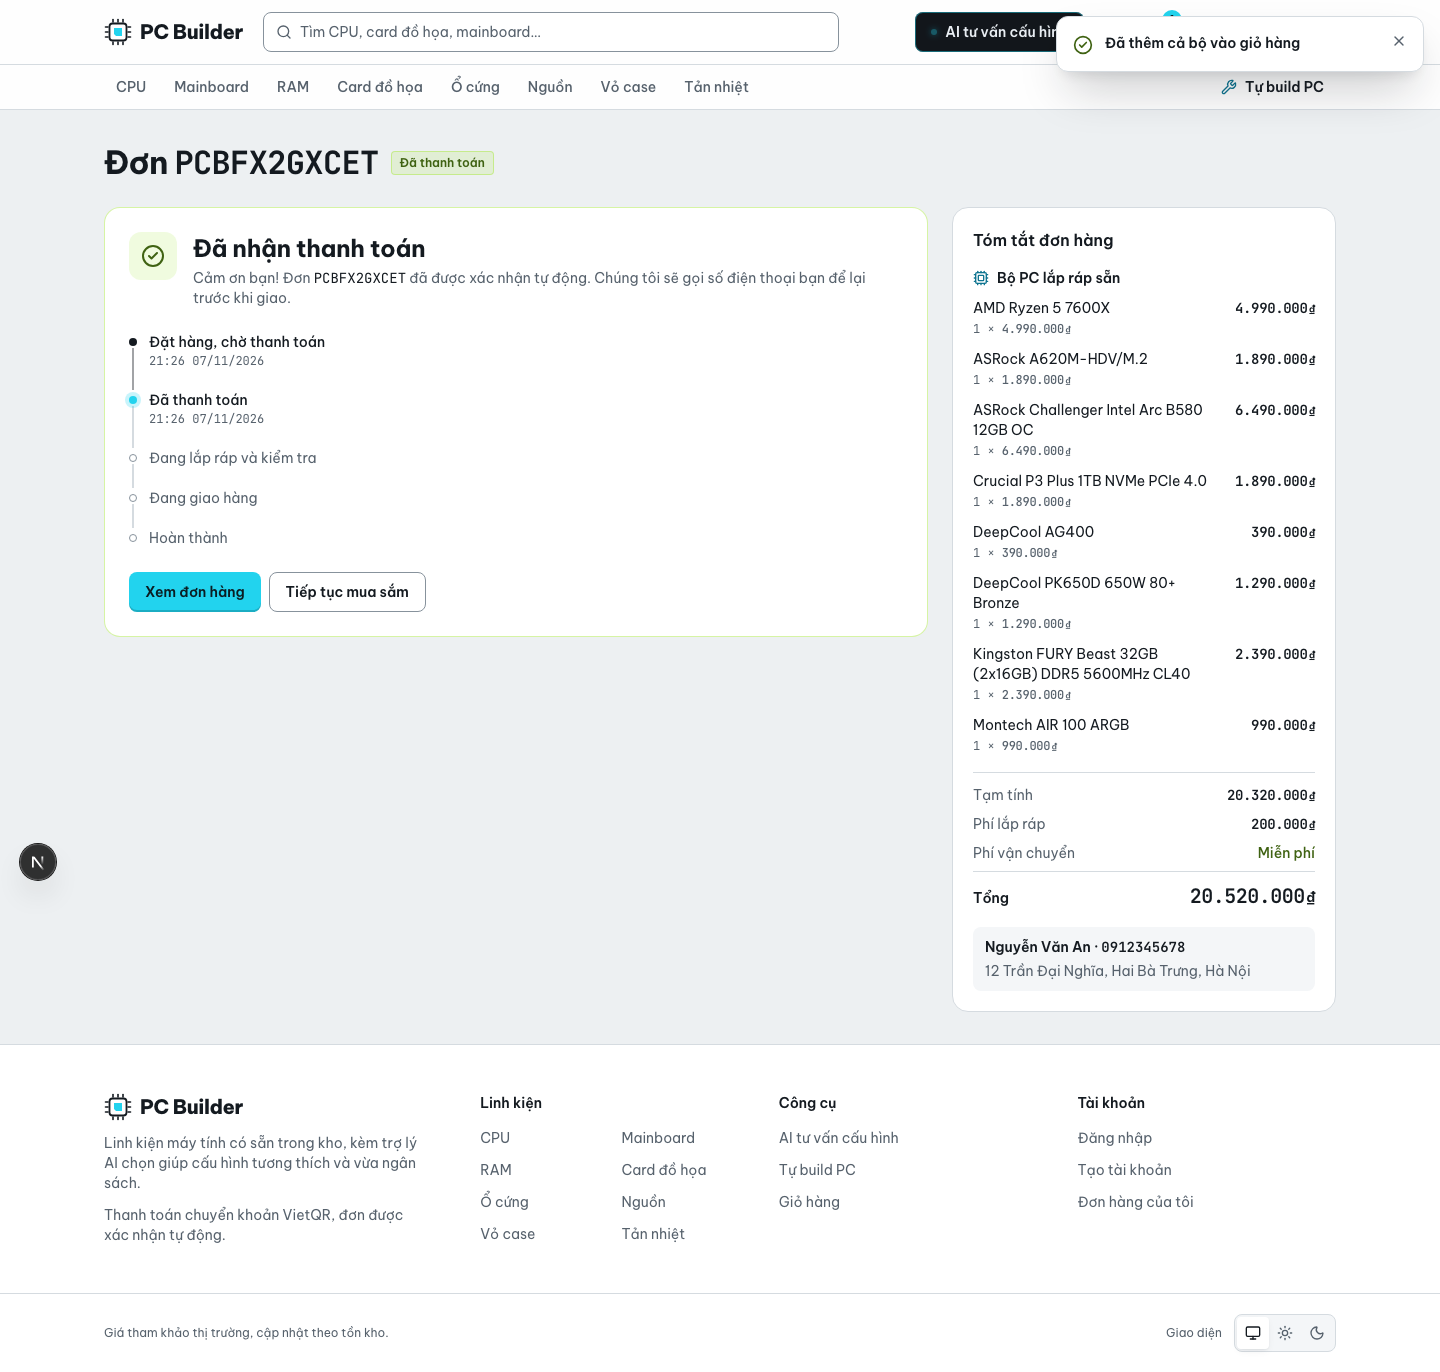 PC Builder
Tìm CPU, card đồ họa, mainboard...
AI tư vấn cấu
Đã thêm cả bộ vào giỏ hàng
CPU
Mainboard
RAM
Card đồ họa
Ổ cứng
Nguồn
Vỏ case
Tản nhiệt
Tự build PC
Đơn PCBFX2GXCET
Đã thanh toán
Đã nhận thanh toán
Cảm ơn bạn! Đơn PCBFX2GXCET đã được xác nhận tự động. Chúng tôi sẽ gọi số điện thoại bạn để lại
trước khi giao.
Đặt hàng, chờ thanh toán
21:26 07/11/2026
Đã thanh toán
21:26 07/11/2026
Đang lắp ráp và kiểm tra
Đang giao hàng
Hoàn thành
Xem đơn hàng
Tiếp tục mua sắm
Tóm tắt đơn hàng
Bộ PC lắp ráp sẵn
AMD Ryzen 5 7600X 4.990.000₫
1 × 4.990.000₫
ASRock A620M-HDV/M.2 1.890.000₫
1 × 1.890.000₫
ASRock Challenger Intel Arc B580 6.490.000₫
12GB OC
1 × 6.490.000₫
Crucial P3 Plus 1TB NVMe PCIe 4.0 1.890.000₫
1 × 1.890.000₫
DeepCool AG400 390.000₫
1 × 390.000₫
DeepCool PK650D 650W 80+ 1.290.000₫
Bronze
1 × 1.290.000₫
Kingston FURY Beast 32GB 2.390.000₫
(2x16GB) DDR5 5600MHz CL40
1 × 2.390.000₫
Montech AIR 100 ARGB 990.000₫
1 × 990.000₫
Tạm tính 20.320.000₫
Phí lắp ráp 200.000₫
Phí vận chuyển Miễn phí
Tổng 20.520.000₫
Nguyễn Văn An · 0912345678
12 Trần Đại Nghĩa, Hai Bà Trưng, Hà Nội
N
PC Builder
Linh kiện máy tính có sẵn trong kho, kèm trợ lý
AI chọn giúp cấu hình tương thích và vừa ngân
sách.
Thanh toán chuyển khoản VietQR, đơn được
xác nhận tự động.
Linh kiện
CPU
Mainboard
RAM
Card đồ họa
Ổ cứng
Nguồn
Vỏ case
Tản nhiệt
Công cụ
AI tư vấn cấu hình
Tự build PC
Giỏ hàng
Tài khoản
Đăng nhập
Tạo tài khoản
Đơn hàng của tôi
Giá tham khảo thị trường, cập nhật theo tồn kho.
Giao diện